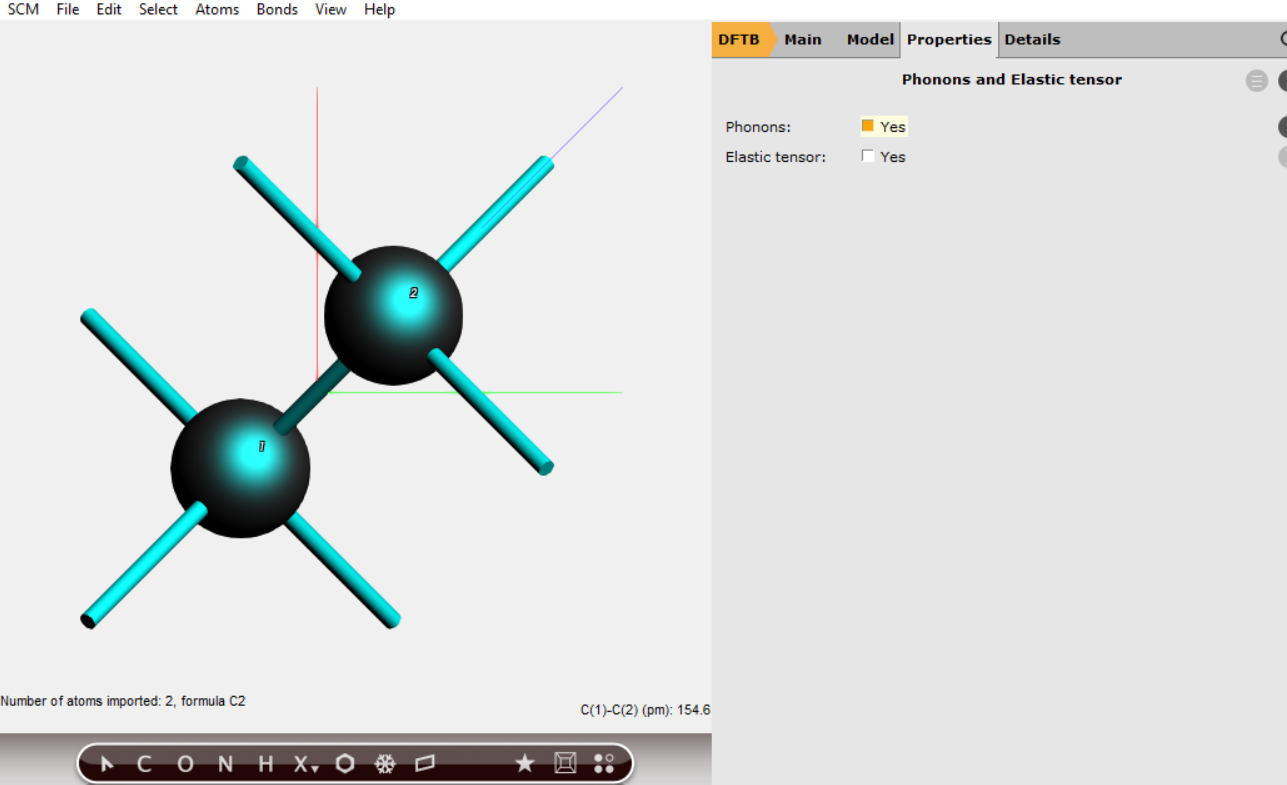 SCM File Edit Select Atoms Bonds View Help
DFTB Main Model Properties Details
Phonons and Elastic tensor
Phonons: Yes
Elastic tensor: Yes
2
1
Number of atoms imported: 2, formula C2
C(1)-C(2) (pm): 154.6
C O N H X